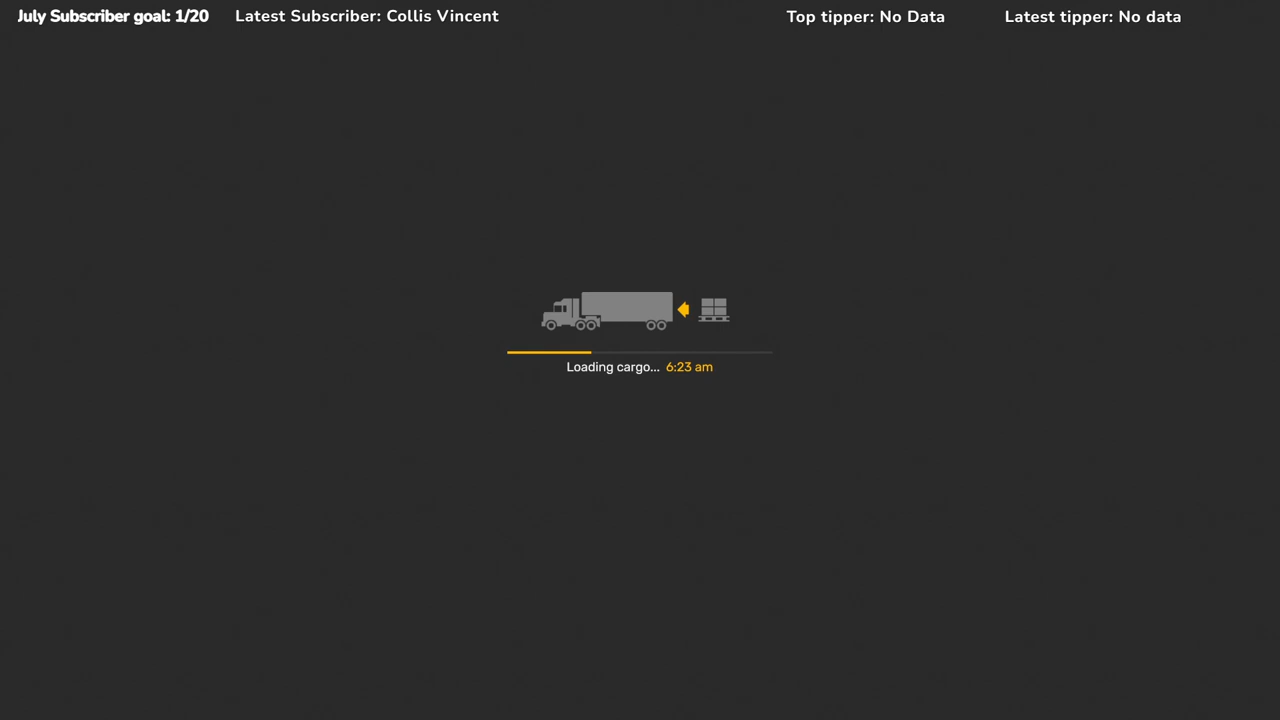 July Subscriber goal: 1/20 Latest Subscriber: Collis Vincent Top tipper: No Data Latest tipper: No data
Loading cargo... 6:23 am